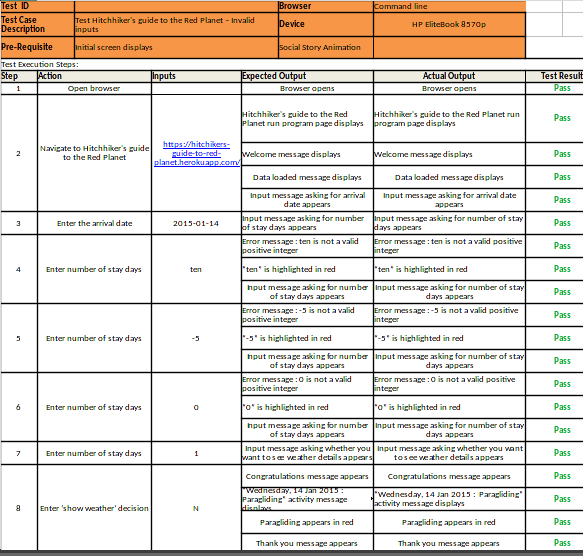 Test ID Browser Command line
Test Case Description Test Hitchhiker's guide to the Red Planet – Invalid inputs Device HP EliteBook 8570p
Pre-Requisite Initial screen displays Social Story Animation
Test Execution Steps:
Step Action Inputs Expected Output Actual Output Test Result
1 Open browser Browser opens Browser opens Pass
2 Navigate to Hitchhiker's guide to the Red Planet https://hitchikers-guide-to-red-planet.herokuapp.com/ Hitchhiker's guide to the Red Planet run program page displays Hitchhiker's guide to the Red Planet run program page displays Pass
Welcome message displays Welcome message displays Pass
Data loaded message displays Data loaded message displays Pass
Input message asking for arrival date appears Input message asking for arrival date appears Pass
3 Enter the arrival date 2015-01-14 Input message asking for number of stay days appears Input message asking for number of stay days appears Pass
4 Enter number of stay days ten Error message : ten is not a valid positive integer Error message : ten is not a valid positive integer Pass
"ten" is highlighted in red "ten" is highlighted in red Pass
Input message asking for number of stay days appears Input message asking for number of stay days appears Pass
5 Enter number of stay days -5 Error message : -5 is not a valid positive integer Error message : -5 is not a valid positive integer Pass
"-5" is highlighted in red "-5" is highlighted in red Pass
Input message asking for number of stay days appears Input message asking for number of stay days appears Pass
6 Enter number of stay days 0 Error message : 0 is not a valid positive integer Error message : 0 is not a valid positive integer Pass
"0" is highlighted in red "0" is highlighted in red Pass
Input message asking for number of stay days appears Input message asking for number of stay days appears Pass
7 Enter number of stay days 1 Input message asking whether you want to see weather details appears Input message asking whether you want to see weather details appears Pass
8 Enter 'show weather' decision N Congratulations message appears Congratulations message appears Pass
"Wednesday, 14 Jan 2015 : Paragliding" activity message displays "Wednesday, 14 Jan 2015 : Paragliding" activity message displays Pass
Paragliding appears in red Paragliding appears in red Pass
Thank you message appears Thank you message appears Pass